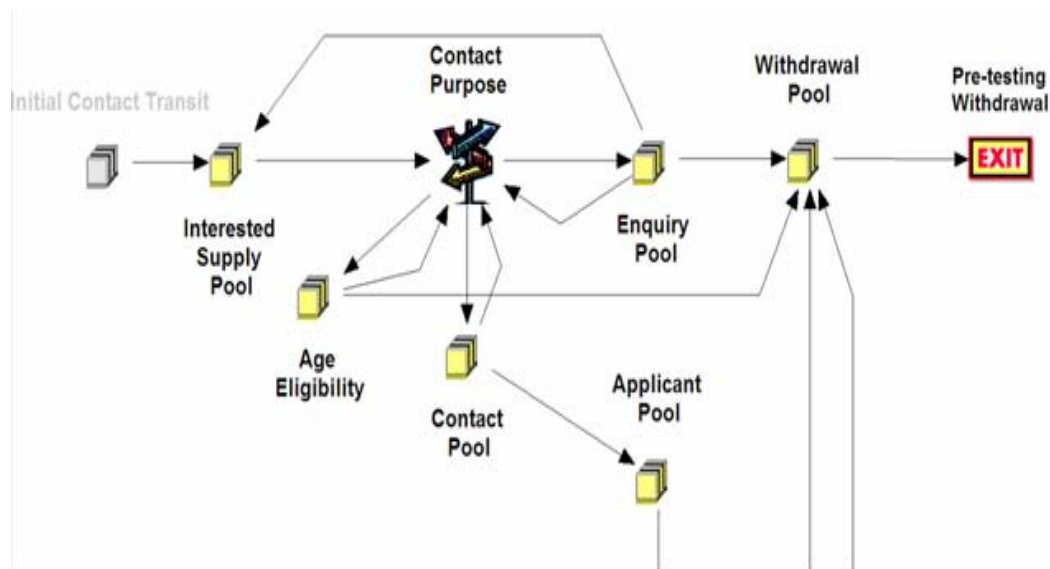 Contact
Purpose
Withdrawal
Pool
Pre-testing
Withdrawal
Initial Contact Transit
EXIT
Interested
Supply
Pool
Enquiry
Pool
Age
Eligibility
Applicant
Pool
Contact
Pool